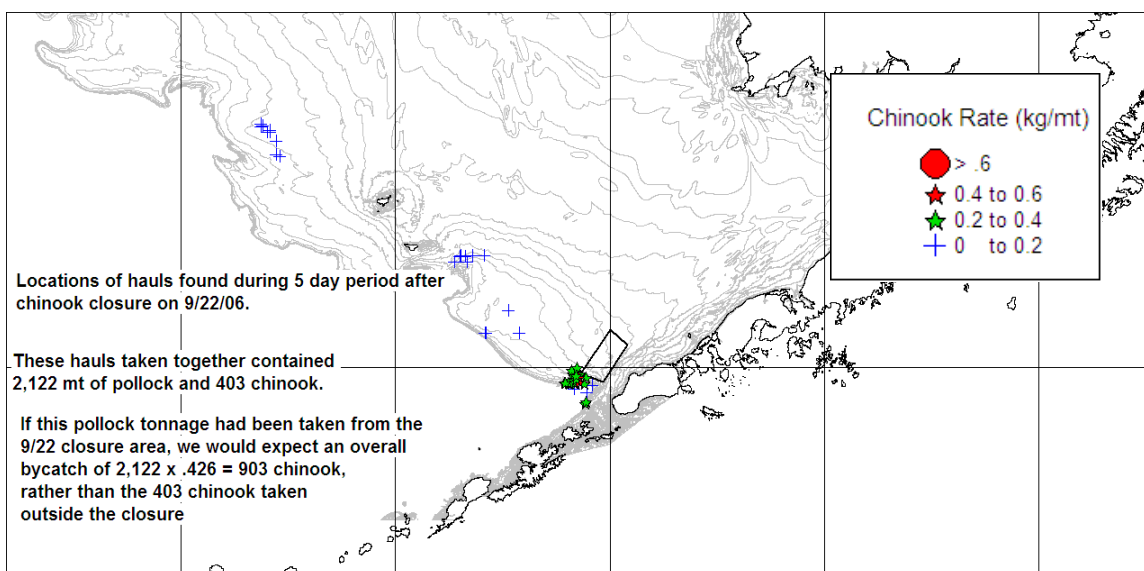 Chinook Rate (kg/mt)
> .6
0.4 to 0.6
0.2 to 0.4
0 to 0.2
Locations of hauls found during 5 day period after
chinook closure on 9/22/06.
These hauls taken together contained
2,122 mt of pollock and 403 chinook.
If this pollock tonnage had been taken from the
9/22 closure area, we would expect an overall
bycatch of 2,122 x .426 = 903 chinook,
rather than the 403 chinook taken
outside the closure